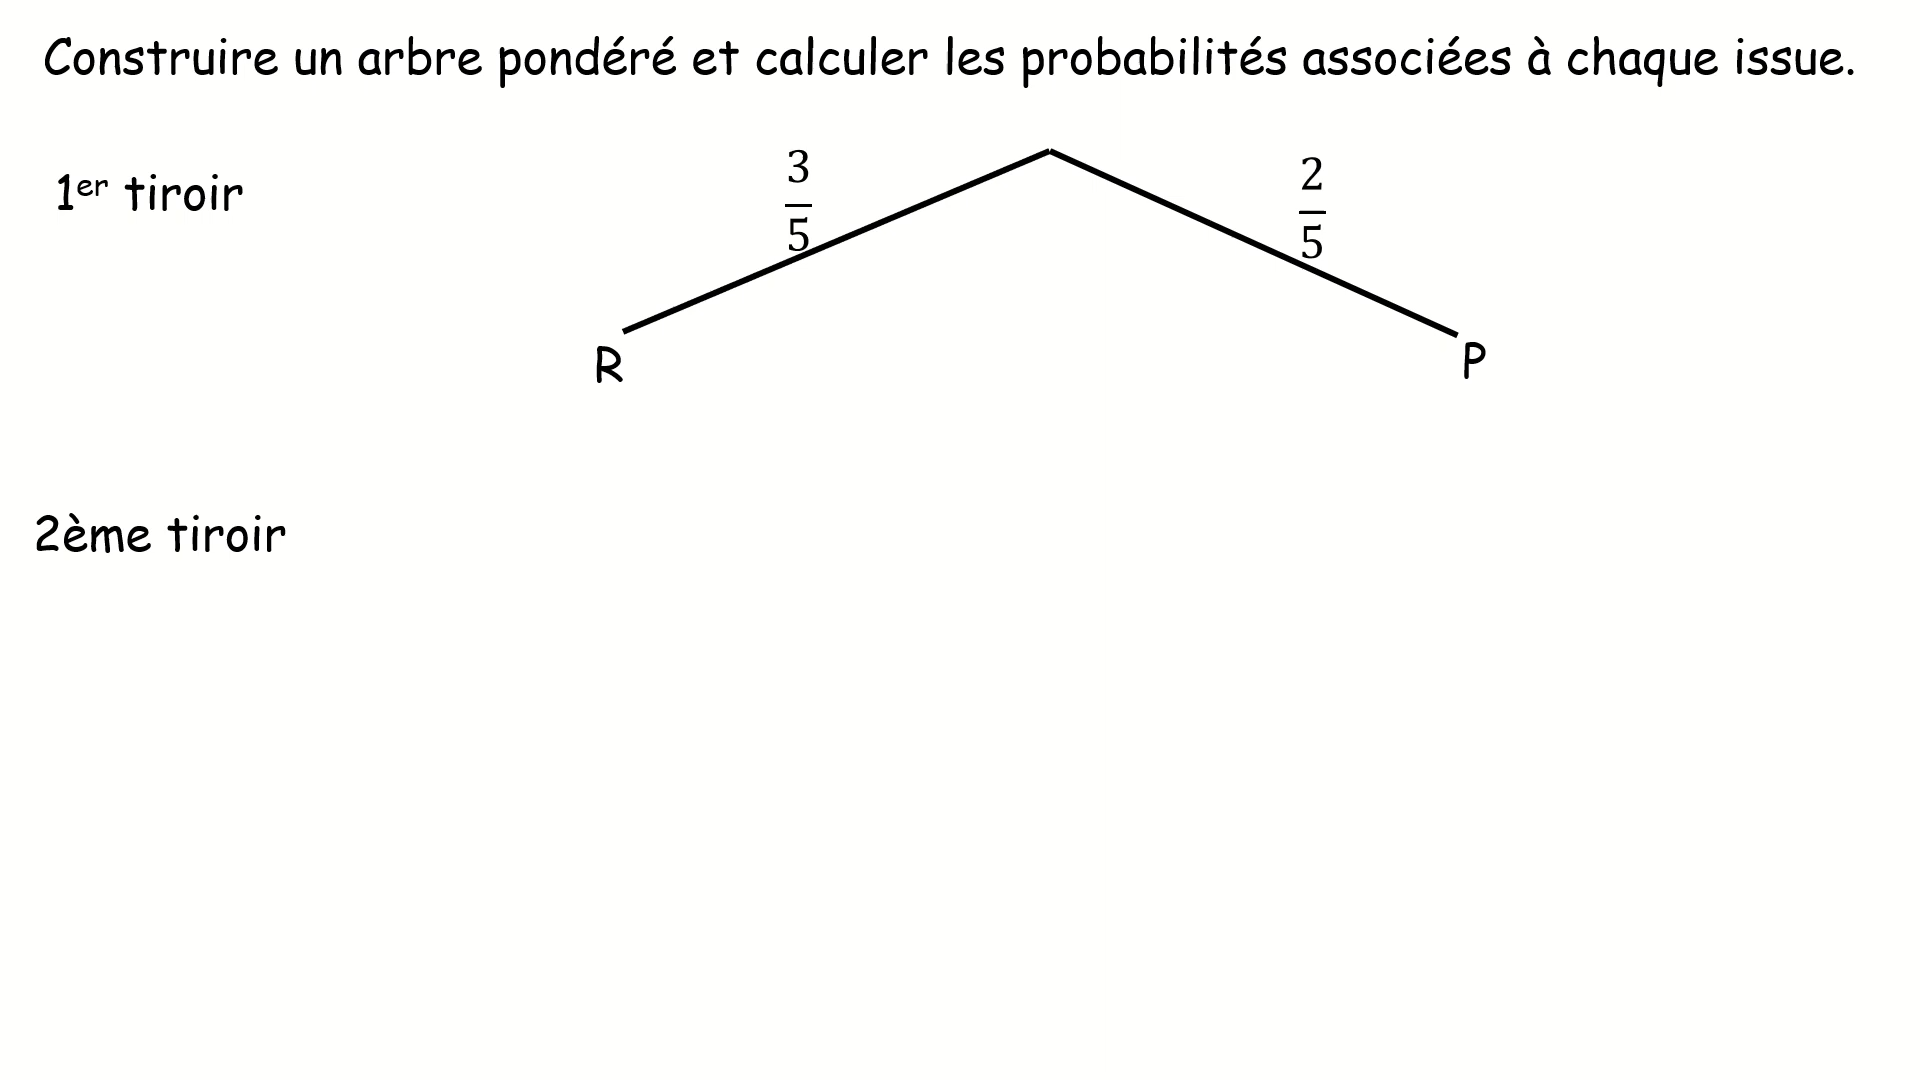 Construire un arbre pondéré et calculer les probabilités associées à chaque issue.
1er tiroir
3/5
2/5
R
P
2ème tiroir